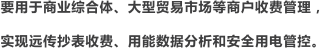 要用于商业综合体、大型贸易市场等商户收费管理，
实现远传抄表收费、用能数据分析和安全用电管控。